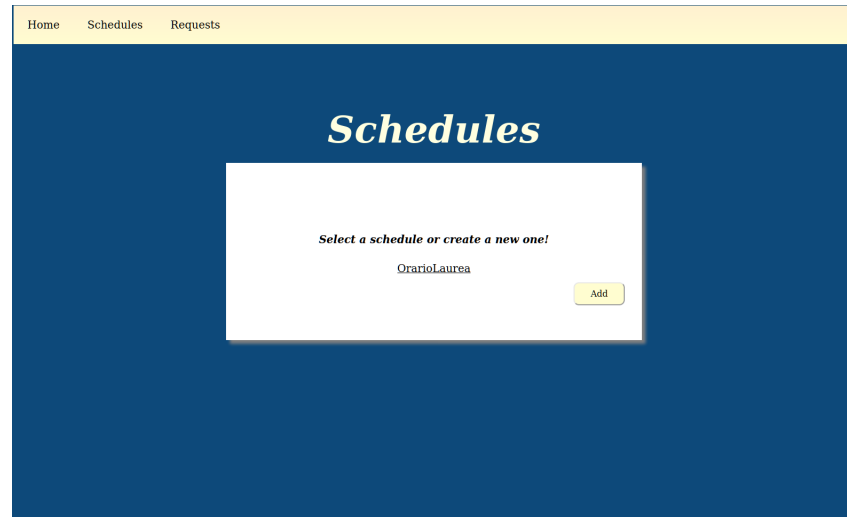 Home Schedules Requests
Schedules
Select a schedule or create a new one!
OrarioLaurea
Add